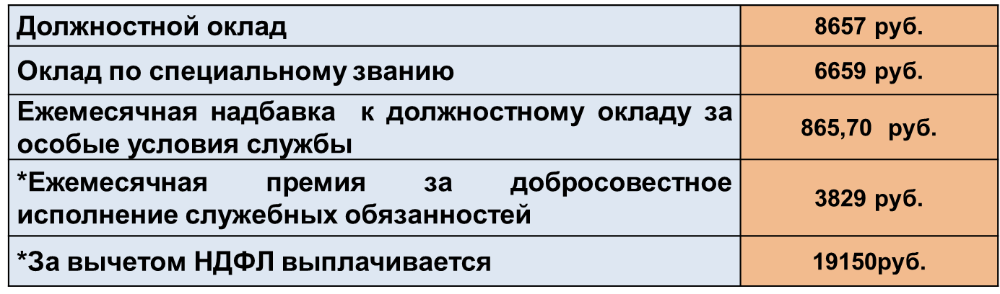 Должностной оклад 8657 руб.
Оклад по специальному званию 6659 руб.
Ежемесячная надбавка к должностному окладу за
особые условия службы
865,70 руб.
*Ежемесячная премия за добросовестное
исполнение служебных обязанностей
3829 руб.
*За вычетом НДФЛ выплачивается 19150руб.